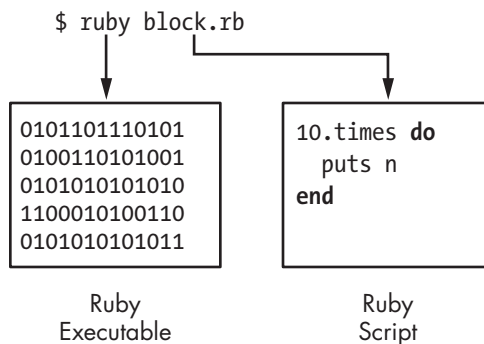 $ ruby block.rb
0101101110101
0100110101001
0101010101010
1100010100110
0101010101011
10.times do
  puts n
end
Ruby
Executable
Ruby
Script